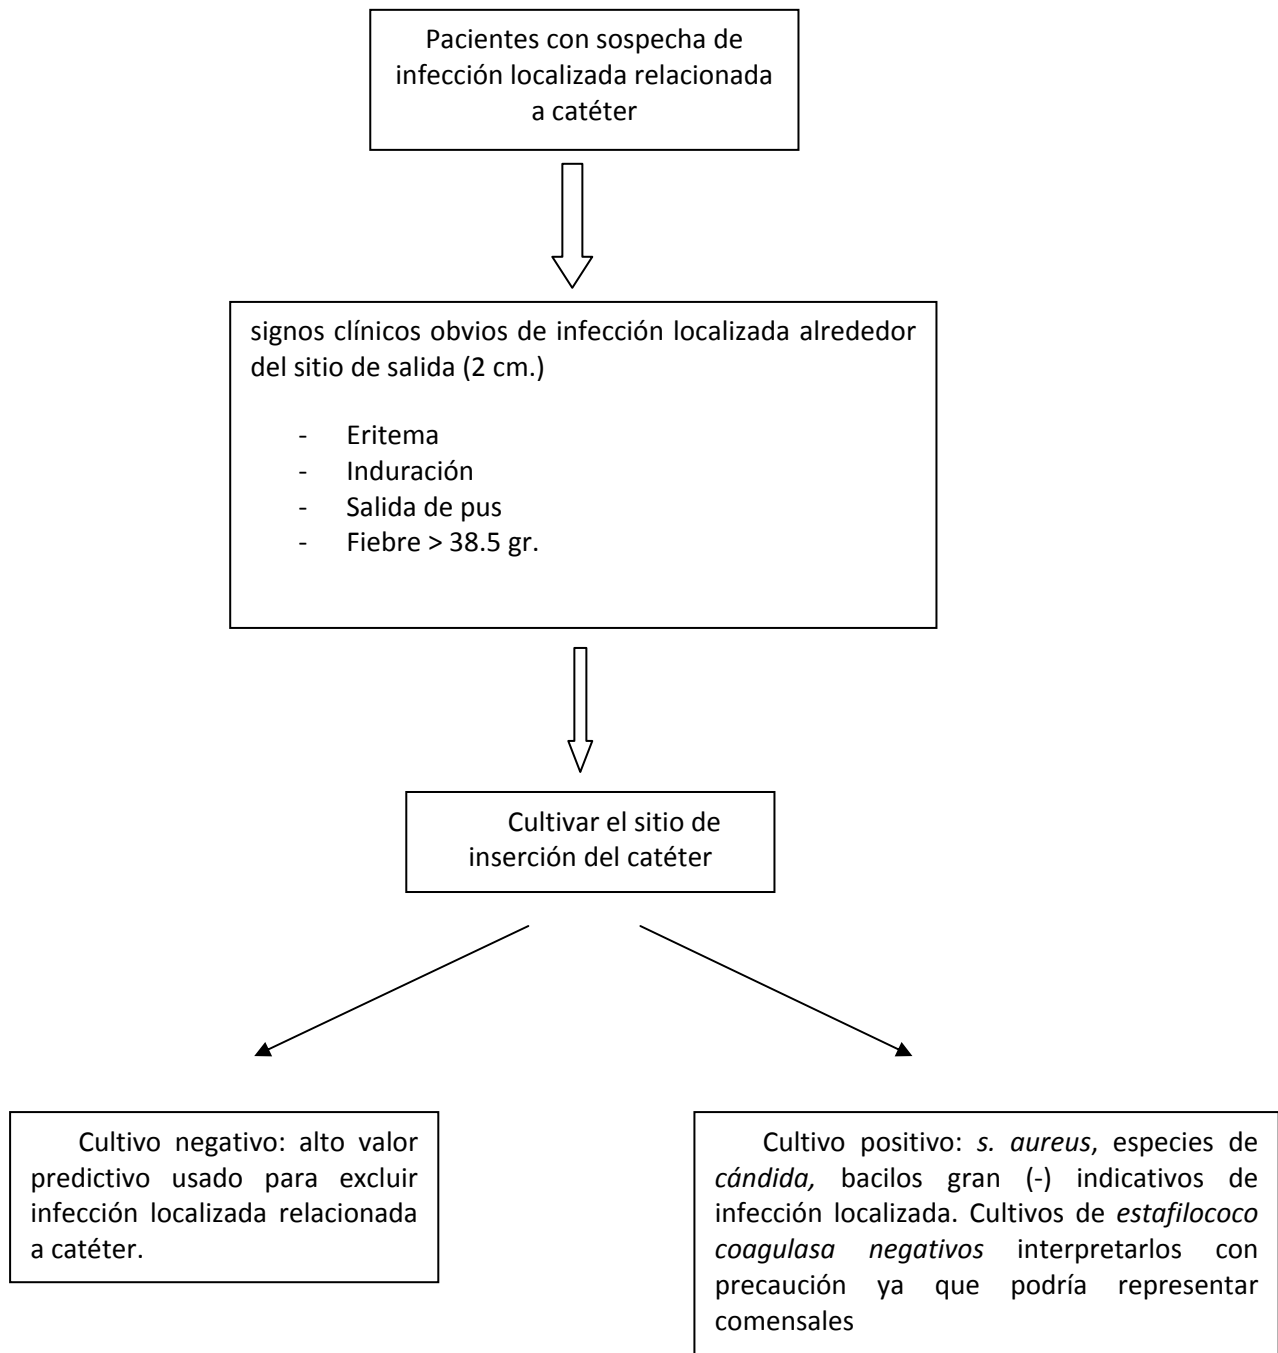 Pacientes con sospecha de
infección localizada relacionada
a catéter
signos clínicos obvios de infección localizada alrededor
del sitio de salida (2 cm.)
- Eritema
- Induración
- Salida de pus
- Fiebre > 38.5 gr.
Cultivar el sitio de
inserción del catéter
Cultivo negativo: alto valor
predictivo usado para excluir
infección localizada relacionada
a catéter.
Cultivo positivo: s. aureus, especies de
cándida, bacilos gran (-) indicativos de
infección localizada. Cultivos de estafilococo
coagulasa negativos interpretarlos con
precaución ya que podría representar
comensales